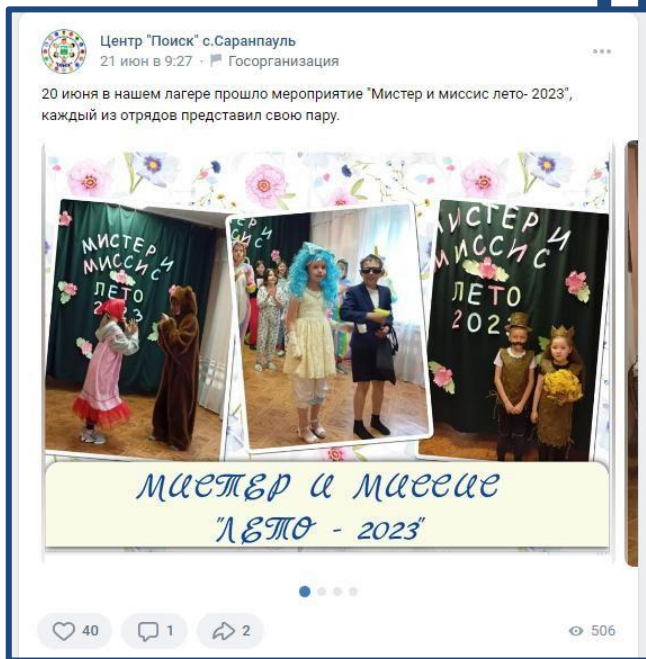 Центр "Поиск" с.Саранпауль
21 июн в 9:27 · Госорганизация
20 июня в нашем лагере прошло мероприятие "Мистер и миссис лето- 2023",
каждый из отрядов представил свою пару.
МИСТЕР И
МИССИС
ЛЕТО
2023
МИСТЕР И
МИССИС
ЛЕТО
202
МИСТЕР И МИССИС
"ЛЕТО - 2023"
40
1
2
506